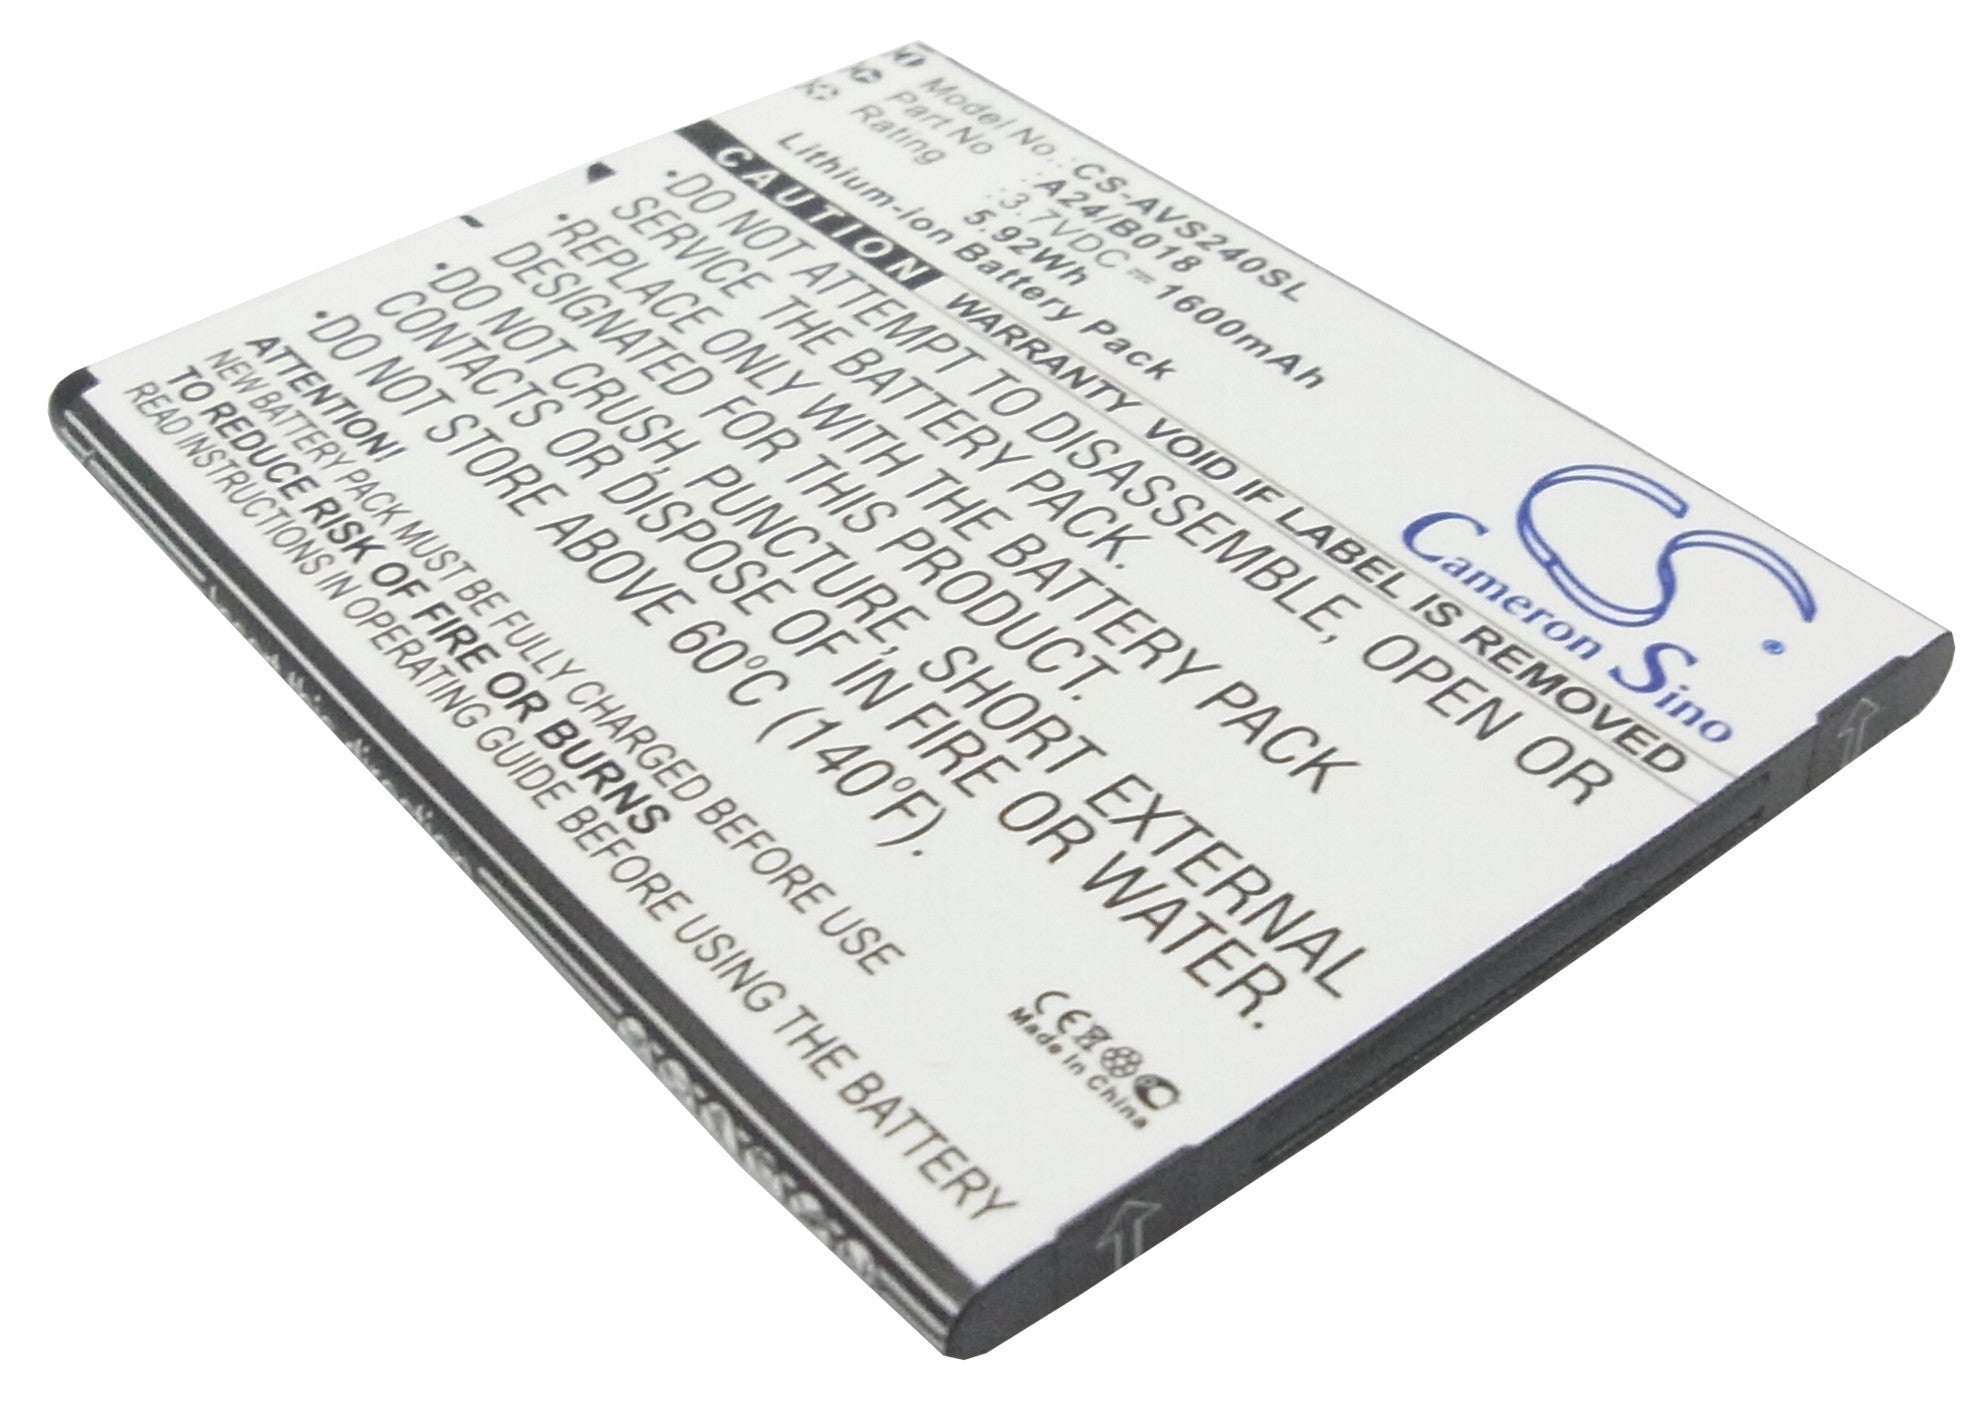 Model No.: CS-AVS240SL
Part No : A24/B018
Rating : 3.7VDC ⎓ 1600mAh
5.92Wh
Lithium-ion Battery Pack
CS
Cameron Sino
®
CAUTION WARRANTY VOID IF LABEL IS REMOVED
•DO NOT ATTEMPT TO DISASSEMBLE, OPEN OR
SERVICE THE BATTERY PACK.
•REPLACE ONLY WITH THE BATTERY PACK
DESIGNATED FOR THIS PRODUCT.
•DO NOT CRUSH, PUNCTURE, SHORT EXTERNAL
CONTACTS OR DISPOSE OF IN FIRE OR WATER.
•DO NOT STORE ABOVE 60°C (140°F).
ATTENTION!
NEW BATTERY PACK MUST BE FULLY CHARGED BEFORE USE
TO REDUCE RISK OF FIRE OR BURNS
READ INSTRUCTIONS IN OPERATING GUIDE BEFORE USING THE BATTERY
CE
Made In China